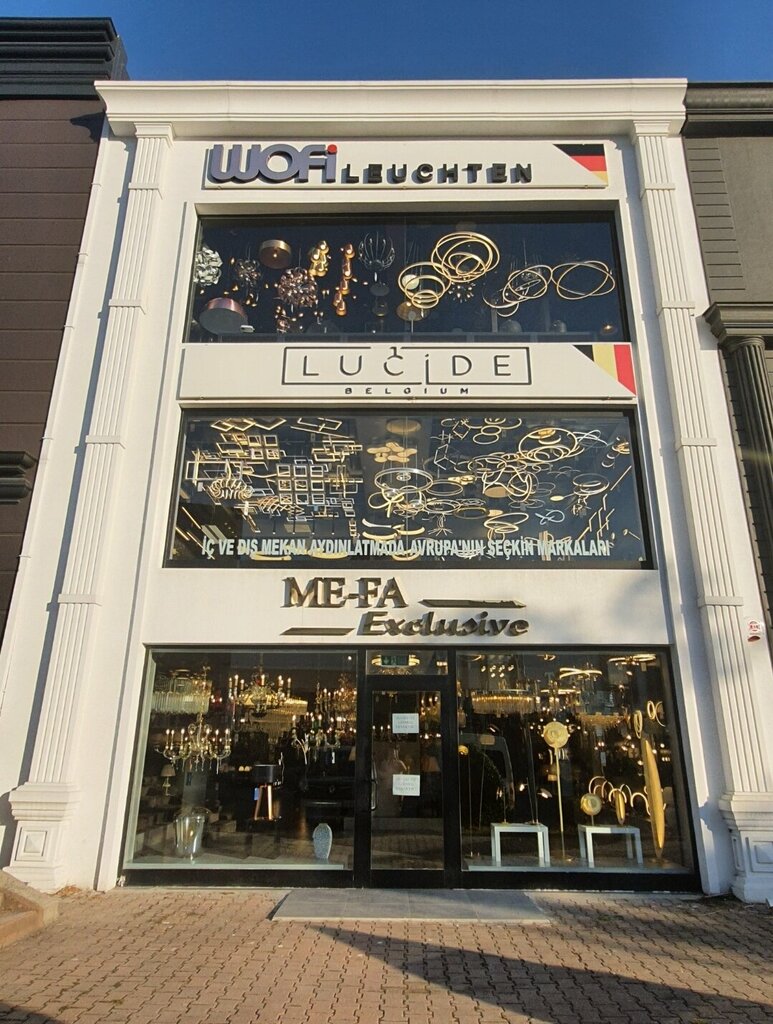 WOFi LEUCHTEN
LUCiDE
BELGIUM
İÇ VE DIŞ MEKAN AYDINLATMADA AVRUPA'NIN SEÇKİN MARKALARI
ME-FA
Exclusive